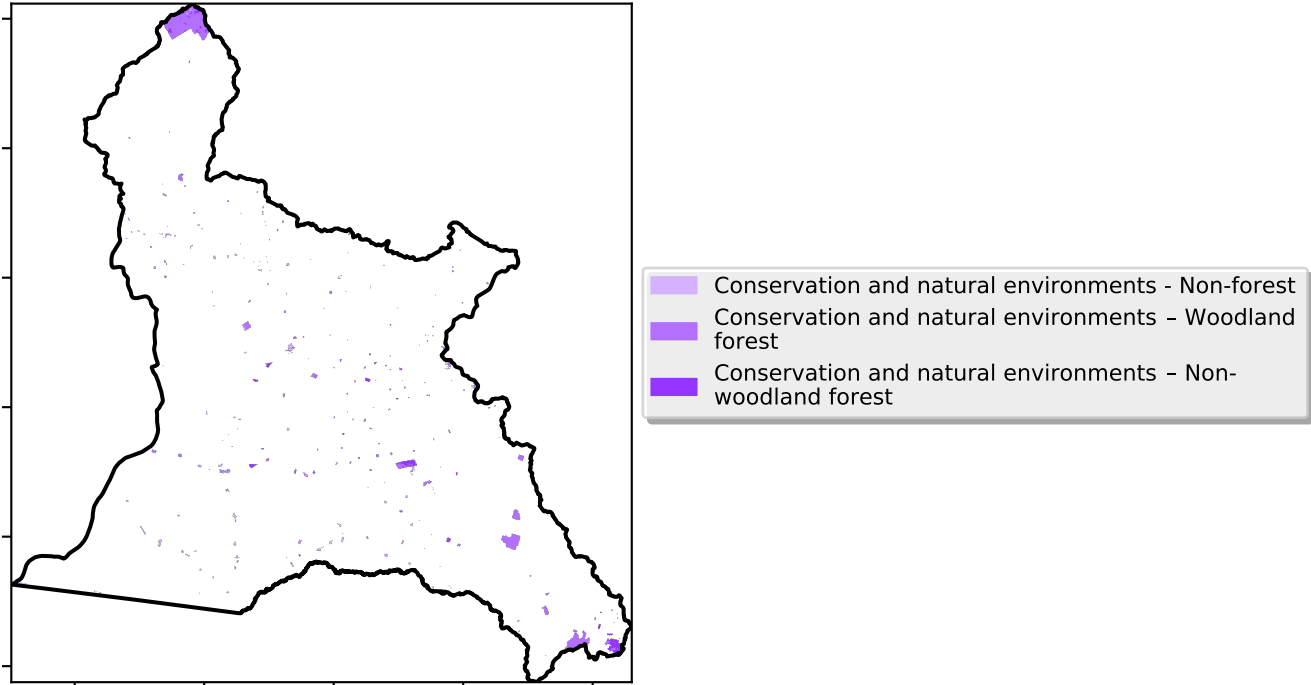 Conservation and natural environments - Non-forest
Conservation and natural environments – Woodland
forest
Conservation and natural environments – Non-
woodland forest